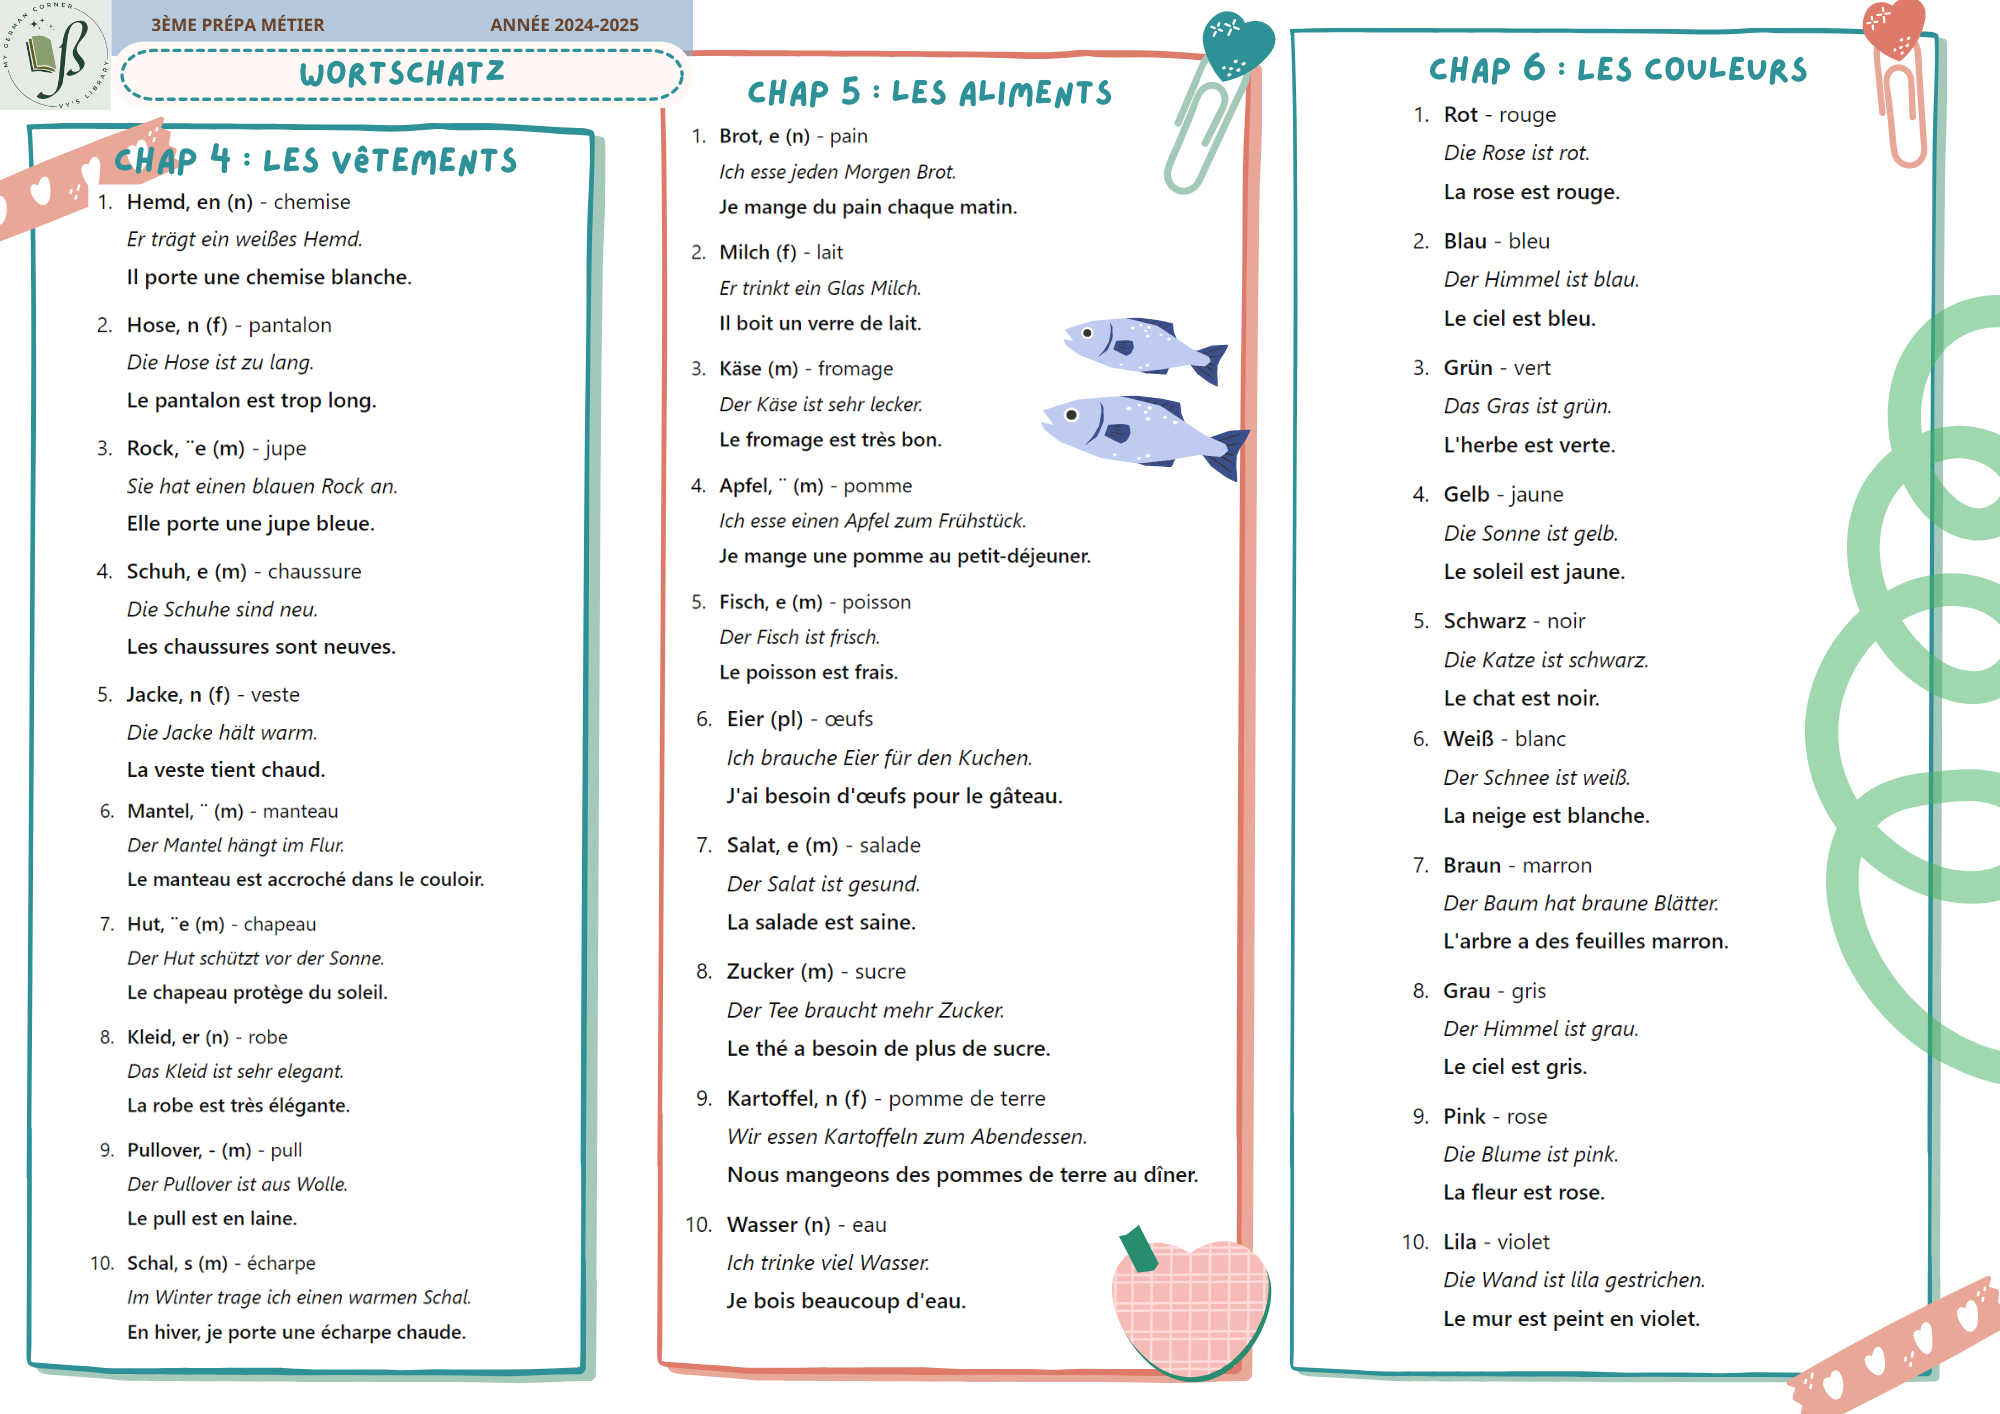 MY GERMAN CORNER
ß
VY'S LIBRARY
3ÈME PRÉPA MÉTIER
ANNÉE 2024-2025
WORTSCHATZ
CHAP 4 : LES VêTEMENTS
1. Hemd, en (n) - chemise
Er trägt ein weißes Hemd.
Il porte une chemise blanche.
2. Hose, n (f) - pantalon
Die Hose ist zu lang.
Le pantalon est trop long.
3. Rock, ¨e (m) - jupe
Sie hat einen blauen Rock an.
Elle porte une jupe bleue.
4. Schuh, e (m) - chaussure
Die Schuhe sind neu.
Les chaussures sont neuves.
5. Jacke, n (f) - veste
Die Jacke hält warm.
La veste tient chaud.
6. Mantel, ¨ (m) - manteau
Der Mantel hängt im Flur.
Le manteau est accroché dans le couloir.
7. Hut, ¨e (m) - chapeau
Der Hut schützt vor der Sonne.
Le chapeau protège du soleil.
8. Kleid, er (n) - robe
Das Kleid ist sehr elegant.
La robe est très élégante.
9. Pullover, - (m) - pull
Der Pullover ist aus Wolle.
Le pull est en laine.
10. Schal, s (m) - écharpe
Im Winter trage ich einen warmen Schal.
En hiver, je porte une écharpe chaude.
CHAP 5 : LES ALIMENTS
1. Brot, e (n) - pain
Ich esse jeden Morgen Brot.
Je mange du pain chaque matin.
2. Milch (f) - lait
Er trinkt ein Glas Milch.
Il boit un verre de lait.
3. Käse (m) - fromage
Der Käse ist sehr lecker.
Le fromage est très bon.
4. Apfel, ¨ (m) - pomme
Ich esse einen Apfel zum Frühstück.
Je mange une pomme au petit-déjeuner.
5. Fisch, e (m) - poisson
Der Fisch ist frisch.
Le poisson est frais.
6. Eier (pl) - œufs
Ich brauche Eier für den Kuchen.
J'ai besoin d'œufs pour le gâteau.
7. Salat, e (m) - salade
Der Salat ist gesund.
La salade est saine.
8. Zucker (m) - sucre
Der Tee braucht mehr Zucker.
Le thé a besoin de plus de sucre.
9. Kartoffel, n (f) - pomme de terre
Wir essen Kartoffeln zum Abendessen.
Nous mangeons des pommes de terre au dîner.
10. Wasser (n) - eau
Ich trinke viel Wasser.
Je bois beaucoup d'eau.
CHAP 6 : LES COULEURS
1. Rot - rouge
Die Rose ist rot.
La rose est rouge.
2. Blau - bleu
Der Himmel ist blau.
Le ciel est bleu.
3. Grün - vert
Das Gras ist grün.
L'herbe est verte.
4. Gelb - jaune
Die Sonne ist gelb.
Le soleil est jaune.
5. Schwarz - noir
Die Katze ist schwarz.
Le chat est noir.
6. Weiß - blanc
Der Schnee ist weiß.
La neige est blanche.
7. Braun - marron
Der Baum hat braune Blätter.
L'arbre a des feuilles marron.
8. Grau - gris
Der Himmel ist grau.
Le ciel est gris.
9. Pink - rose
Die Blume ist pink.
La fleur est rose.
10. Lila - violet
Die Wand ist lila gestrichen.
Le mur est peint en violet.